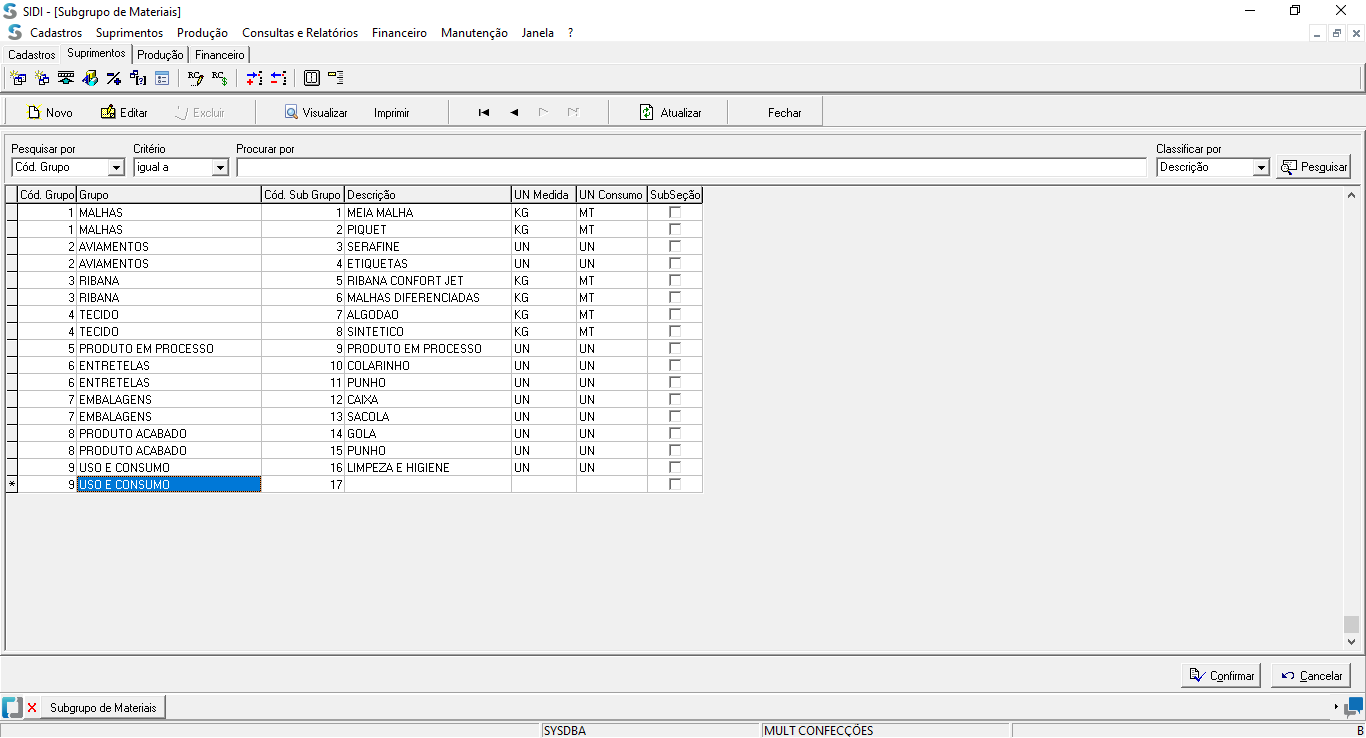 SIDI - [Subgrupo de Materiais]
Cadastros Suprimentos Produção Consultas e Relatórios Financeiro Manutenção Janela ?
Cadastros Suprimentos Produção Financeiro
Novo Editar Excluir Visualizar Imprimir Atualizar Fechar
Pesquisar por Critério Procurar por Classificar por
Cód. Grupo igual a Descrição Pesquisar
Cód. Grupo Grupo Cód. Sub Grupo Descrição UN Medida UN Consumo SubSeção
1 MALHAS 1 MEIA MALHA KG MT
1 MALHAS 2 PIQUET KG MT
2 AVIAMENTOS 3 SERAFINE UN UN
2 AVIAMENTOS 4 ETIQUETAS UN UN
3 RIBANA 5 RIBANA CONFORT JET KG MT
3 RIBANA 6 MALHAS DIFERENCIADAS KG MT
4 TECIDO 7 ALGODAO KG MT
4 TECIDO 8 SINTETICO KG MT
5 PRODUTO EM PROCESSO 9 PRODUTO EM PROCESSO UN UN
6 ENTRETELAS 10 COLARINHO UN UN
6 ENTRETELAS 11 PUNHO UN UN
7 EMBALAGENS 12 CAIXA UN UN
7 EMBALAGENS 13 SACOLA UN UN
8 PRODUTO ACABADO 14 GOLA UN UN
8 PRODUTO ACABADO 15 PUNHO UN UN
9 USO E CONSUMO 16 LIMPEZA E HIGIENE UN UN
* 9 USO E CONSUMO 17
Confirmar Cancelar
Subgrupo de Materiais
SYSDBA MULT CONFECÇÕES B